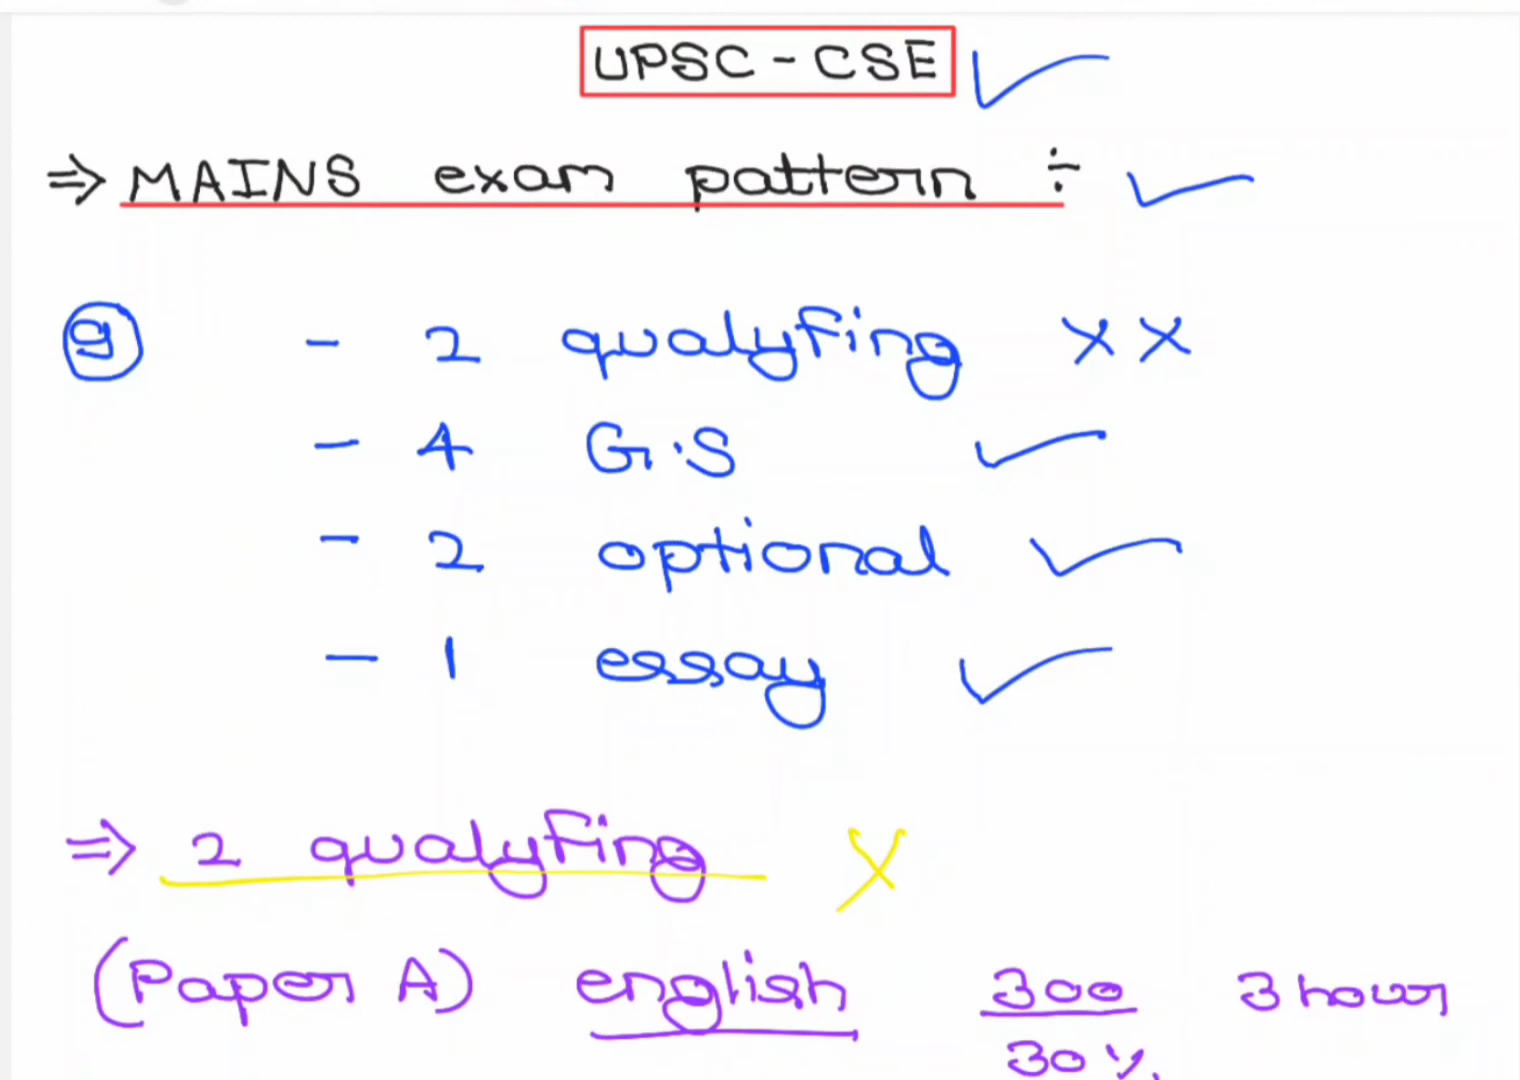 UPSC - CSE
⇒ MAINS exam pattern ÷
9 - 2 qualyfing X X
- 4 G.S
- 2 optional
- 1 essay
⇒ 2 qualyfing X
(Paper A) english 300 3 hour
30%.